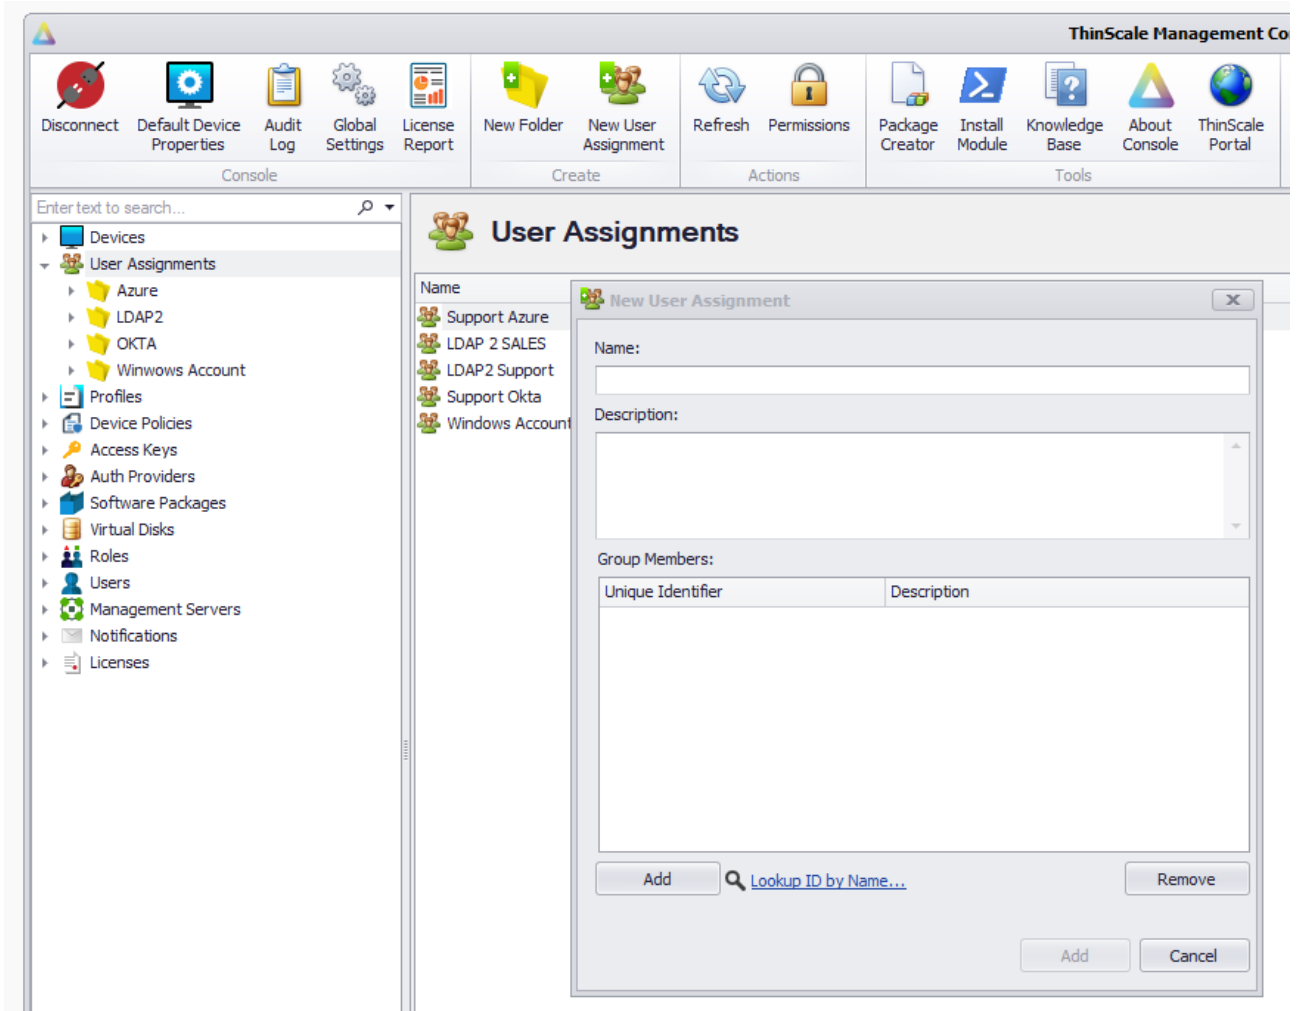 ThinScale Management Co
Disconnect
Default Device
Properties
Audit
Log
Global
Settings
License
Report
New Folder
New User
Assignment
Refresh
Permissions
Package
Creator
Install
Module
Knowledge
Base
About
Console
ThinScale
Portal
Console
Create
Actions
Tools
Enter text to search...
Devices
User Assignments
Azure
LDAP2
OKTA
Winwows Account
Profiles
Device Policies
Access Keys
Auth Providers
Software Packages
Virtual Disks
Roles
Users
Management Servers
Notifications
Licenses
User Assignments
Name
Support Azure
LDAP 2 SALES
LDAP2 Support
Support Okta
Windows Account
New User Assignment
Name:
Description:
Group Members:
Unique Identifier
Description
Add
Lookup ID by Name...
Remove
Add
Cancel